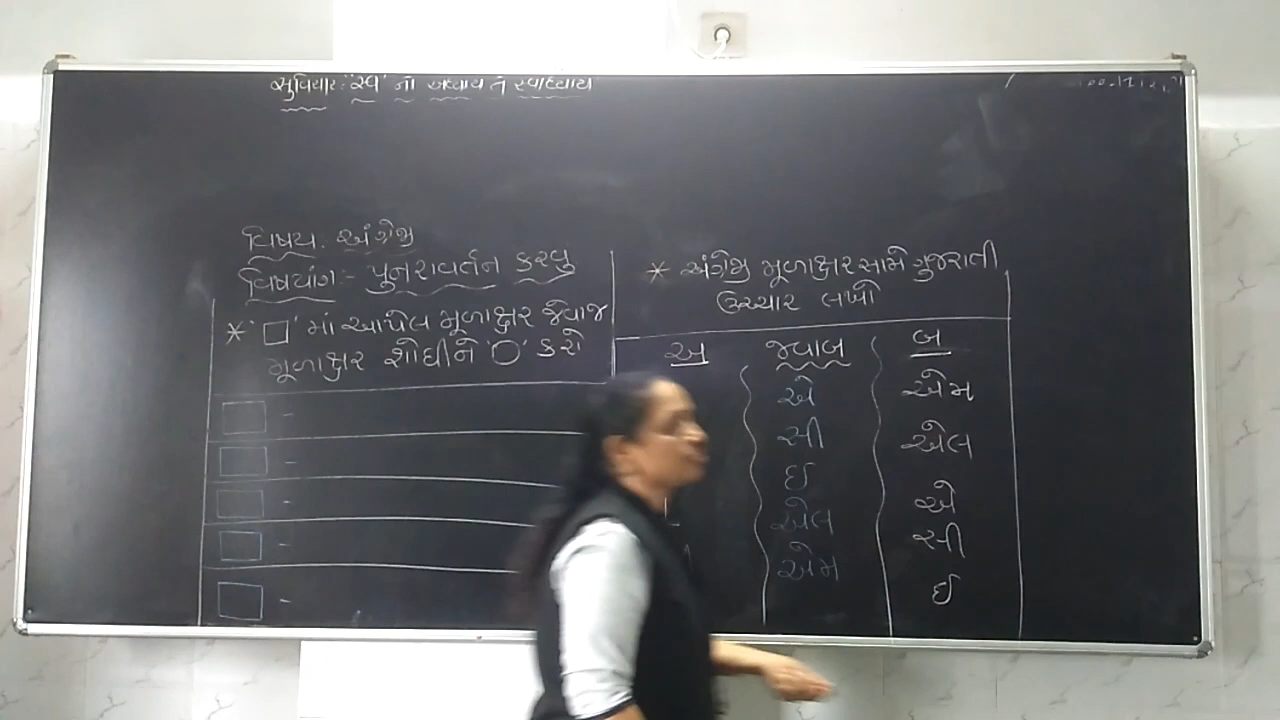 સુવિચાર:- "સ્વ" નો અધ્યાય તે સ્વાધ્યાય
વિષય:- અંગ્રેજી
વિષયાંગ:- પુનરાવર્તન કરવુ
* '□' માં આપેલ મૂળાક્ષર જેવાજ
મૂળાક્ષર શોધીને 'O' કરો
* અંગ્રેજી મૂળાક્ષર સામે ગુજરાતી
ઉચ્ચાર લખો
અ જવાબ બ
એ એમ
સી એલ
ઇ એ
એલ સી
એમ ઇ